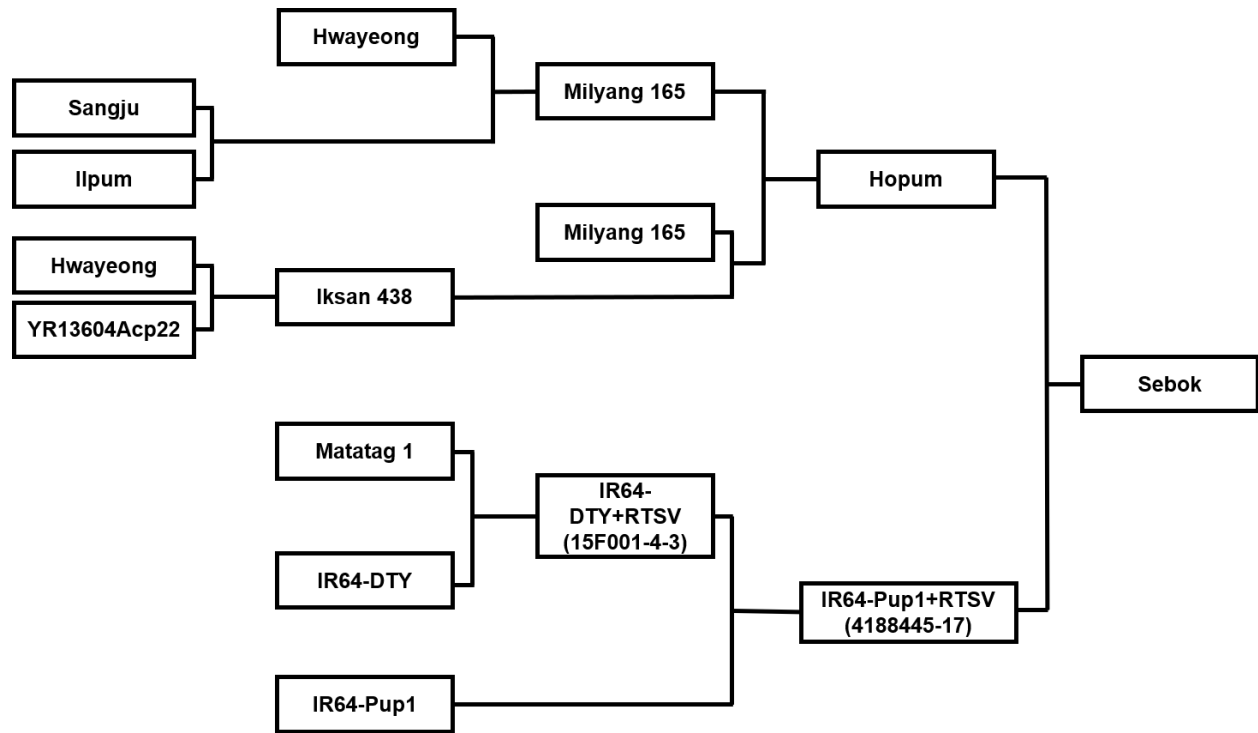 Hwayeong
Sangju
Ilpum
Milyang 165
Hopum
Milyang 165
Hwayeong
YR13604Acp22
Iksan 438
Sebok
Matatag 1
IR64-
DTY+RTSV
(15F001-4-3)
IR64-DTY
IR64-Pup1+RTSV
(4188445-17)
IR64-Pup1